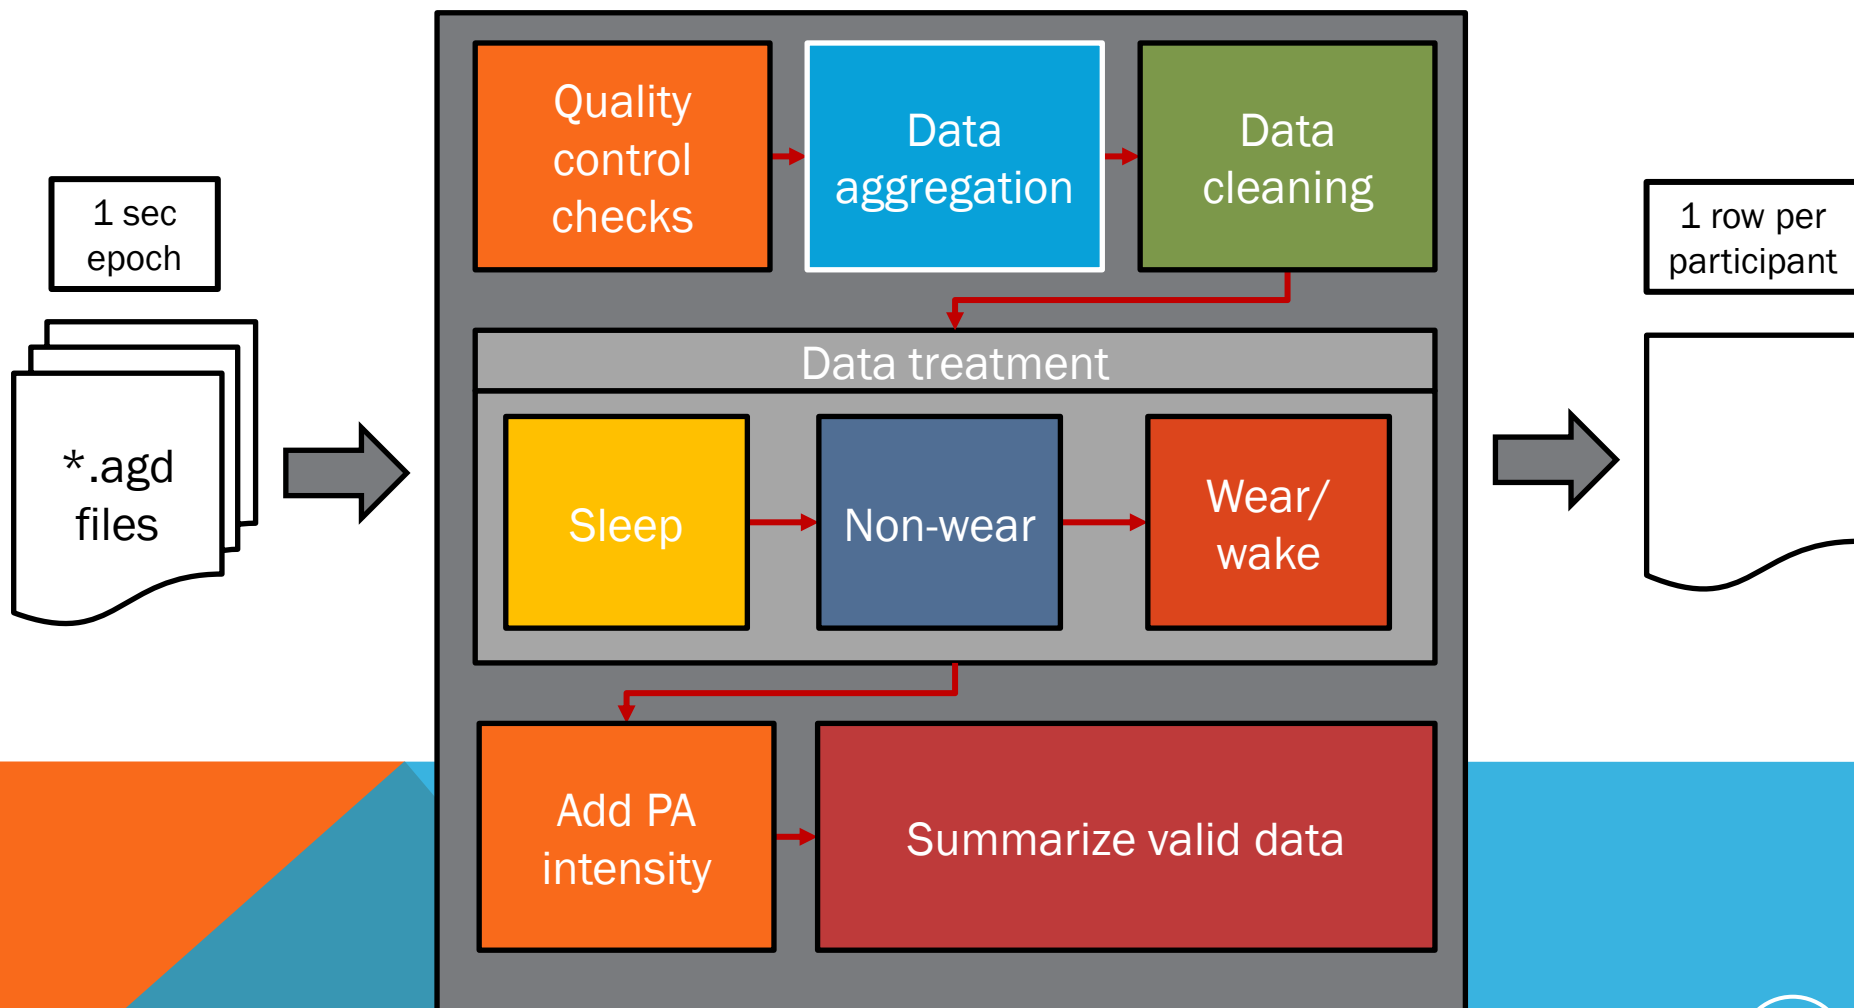 1 sec
epoch
*.agd
files
Quality
control
checks
Data
aggregation
Data
cleaning
Data treatment
Sleep
Non-wear
Wear/
wake
Add PA
intensity
Summarize valid data
1 row per
participant